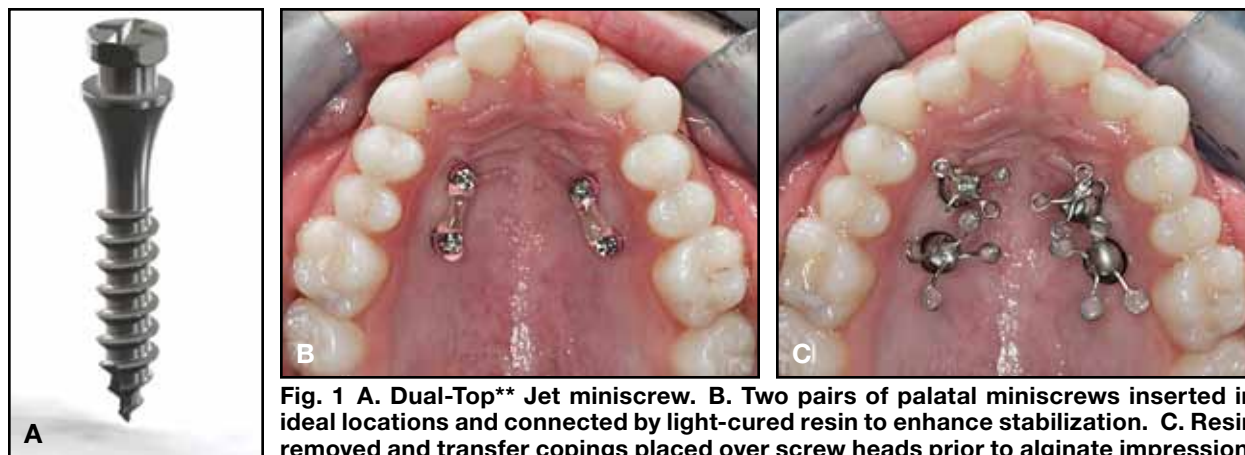 A
B
C
Fig. 1 A. Dual-Top** Jet miniscrew. B. Two pairs of palatal miniscrews inserted in
ideal locations and connected by light-cured resin to enhance stabilization. C. Resin
removed and transfer copings placed over screw heads prior to alginate impression.